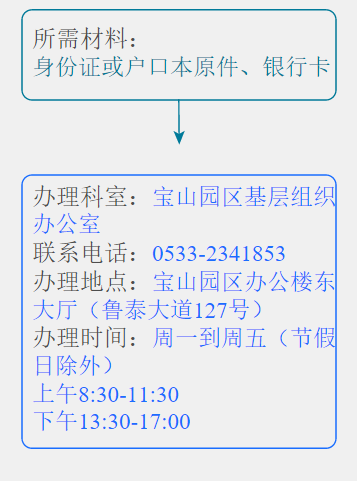 所需材料：
身份证或户口本原件、银行卡
办理科室：宝山园区基层组织
办公室
联系电话：0533-2341853
办理地点：宝山园区办公楼东
大厅（鲁泰大道127号）
办理时间：周一到周五（节假
日除外）
上午8:30-11:30
下午13:30-17:00